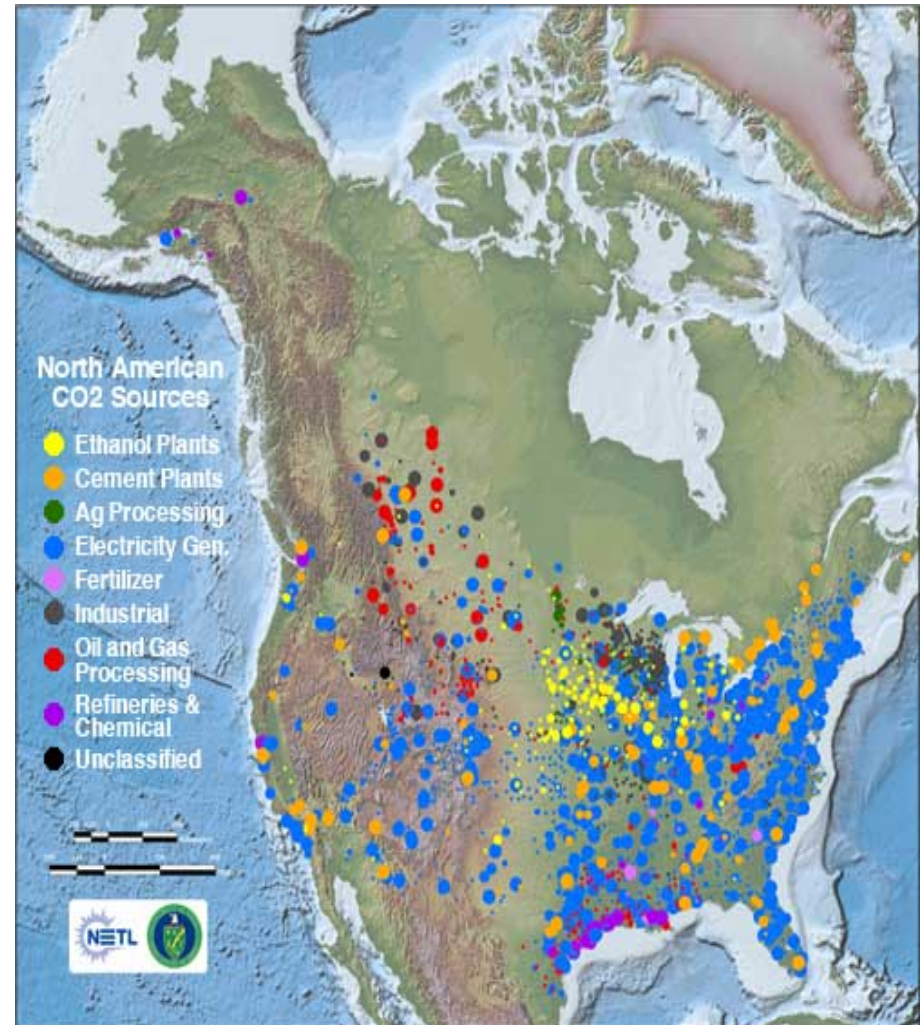 North American
CO2 Sources
Ethanol Plants
Cement Plants
Ag Processing
Electricity Gen.
Fertilizer
Industrial
Oil and Gas
Processing
Refineries &
Chemical
Unclassified
NETL